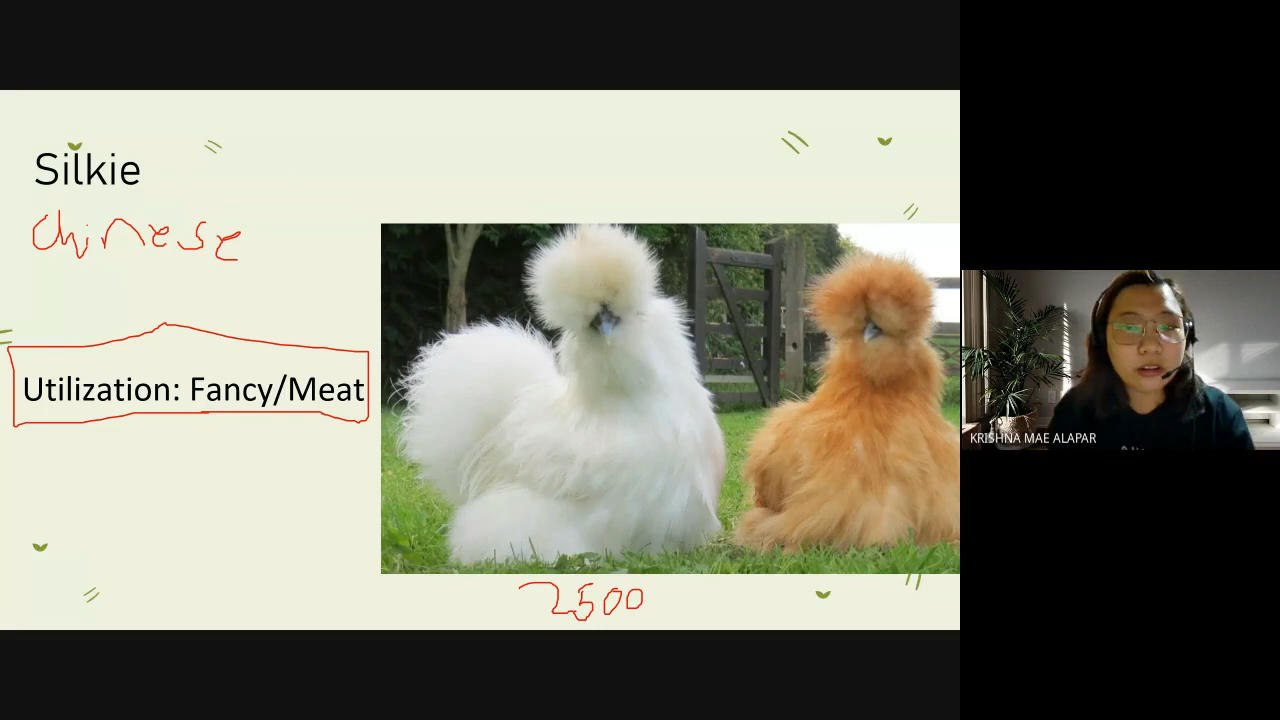 Silkie
chinese
Utilization: Fancy/Meat
2500
KRISHNA MAE ALAPAR